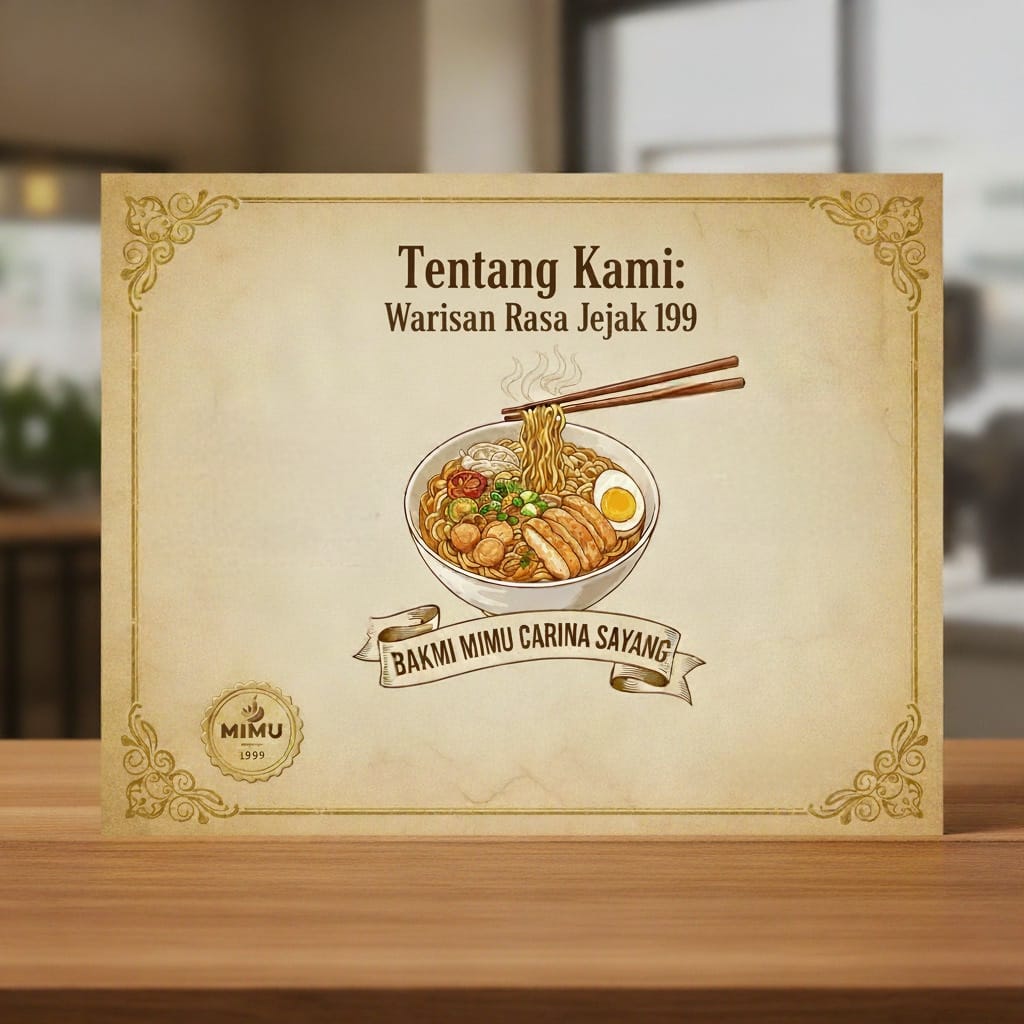 Tentang Kami:
Warisan Rasa Jejak 199
BAKMI MIMU CARINA SAYANG
MIMU
1999